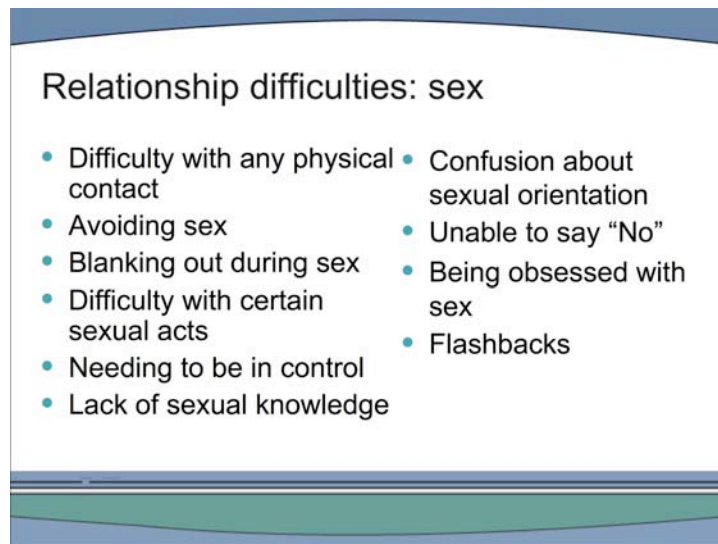 Relationship difficulties: sex
• Difficulty with any physical
contact
• Avoiding sex
• Blanking out during sex
• Difficulty with certain
sexual acts
• Needing to be in control
• Lack of sexual knowledge
• Confusion about
sexual orientation
• Unable to say “No”
• Being obsessed with
sex
• Flashbacks